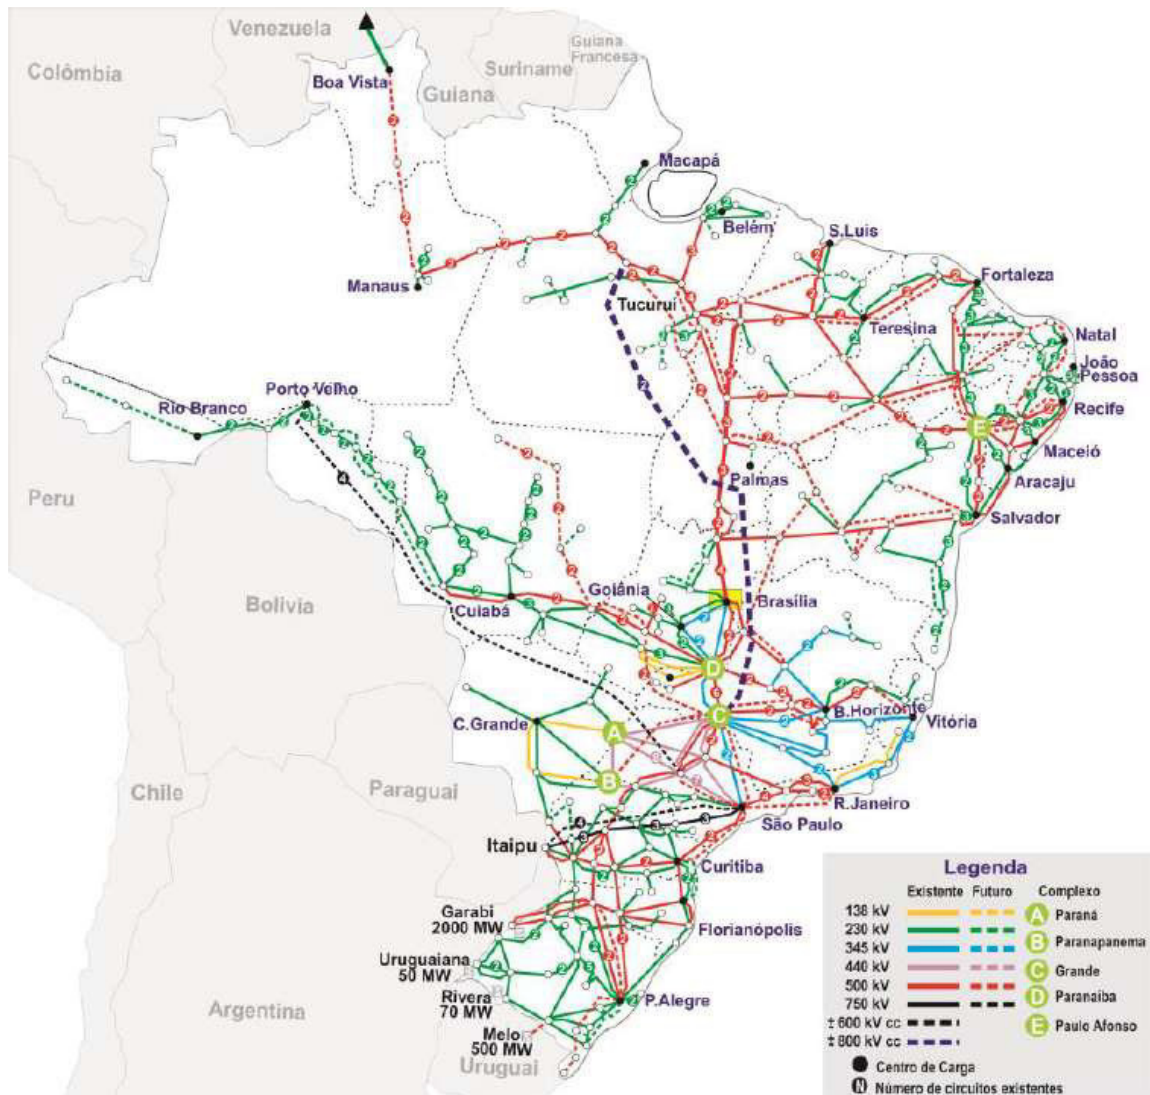 Venezuela
Guiana
Francesa
Colômbia
Suriname
Boa Vista
Guiana
Macapá
Belém
S.Luis
Manaus
Fortaleza
Tucuruí
Teresina
Natal
João
Pessoa
Porto Velho
Rio Branco
Recife
E
Maceió
Palmas
Aracaju
Peru
Salvador
Goiânia
Cuiabá
Brasília
Bolivia
D
C
B.Horizonte
Vitória
C.Grande
A
B
Chile
Paraguai
R.Janeiro
São Paulo
Itaipu
Curitiba
Garabi
2000 MW
Florianópolis
Uruguaiana
50 MW
Rivera
70 MW
P.Alegre
Argentina
Melo
500 MW
Uruguai
Legenda
Existente Futuro Complexo
138 kV A Paraná
230 kV
345 kV B Paranapanema
440 kV C Grande
500 kV D Paranaiba
750 kV
± 600 kV cc E Paulo Afonso
± 800 kV cc
Centro de Carga
N Número de circuitos existentes